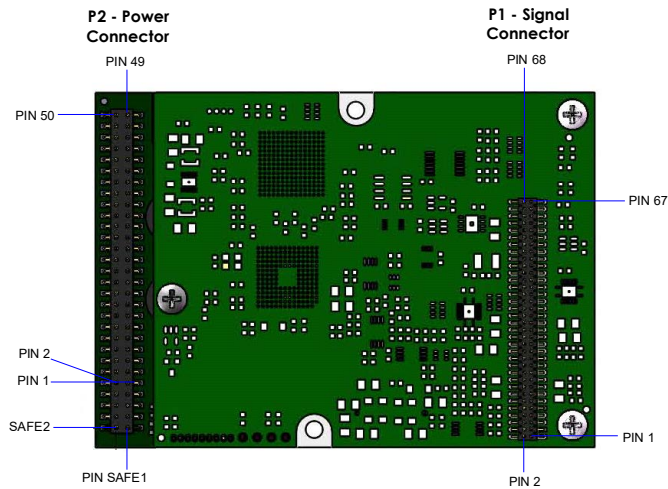 P2 - Power
Connector
P1 - Signal
Connector
PIN 49
PIN 68
PIN 50
PIN 67
PIN 2
PIN 1
SAFE2
PIN 1
PIN SAFE1
PIN 2